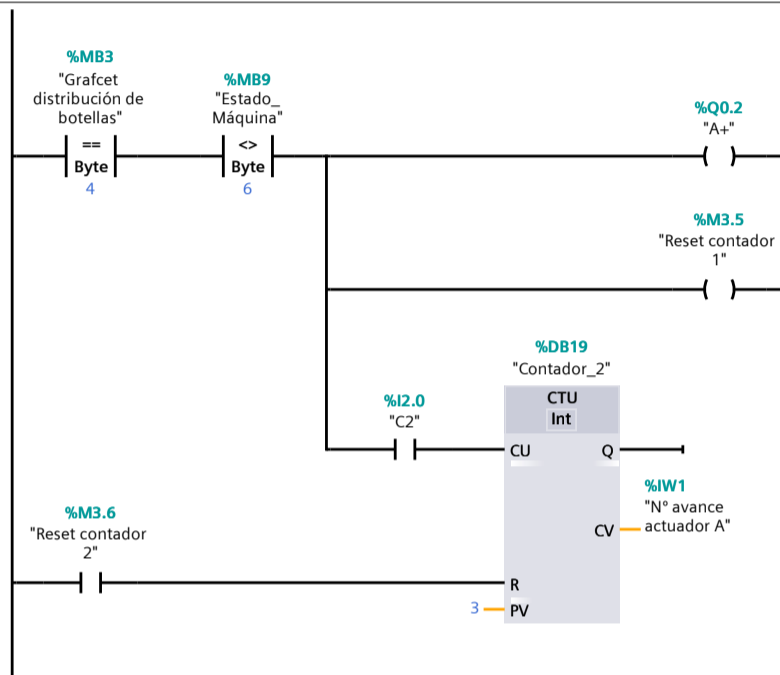 %MB3
"Grafcet
distribución de
botellas"
==
Byte
4
%MB9
"Estado_
Máquina"
<>
Byte
6
%Q0.2
"A+"
%M3.5
"Reset contador
1"
%DB19
"Contador_2"
CTU
Int
%I2.0
"C2"
CU
Q
%IW1
"N° avance
actuador A"
CV
%M3.6
"Reset contador
2"
R
3
PV